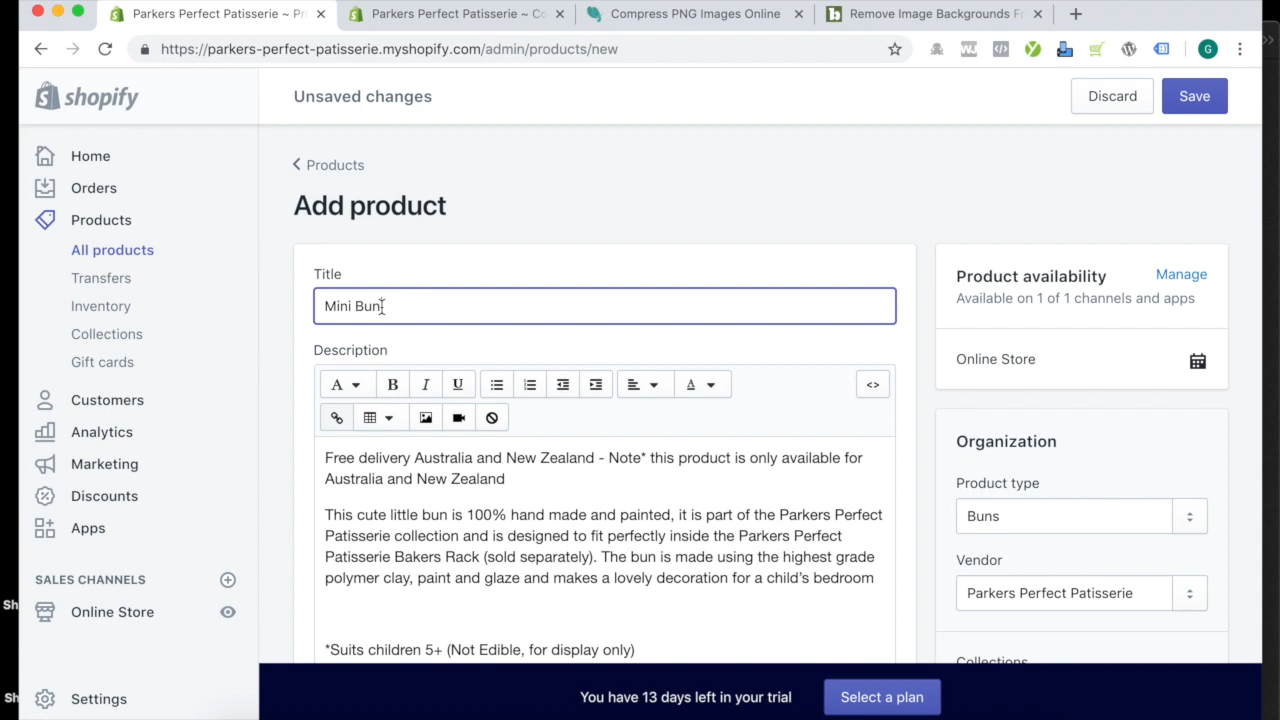 Parkers Perfect Patisserie ~ Pr
Parkers Perfect Patisserie ~ Co
Compress PNG Images Online
Remove Image Backgrounds Fr
https://parkers-perfect-patisserie.myshopify.com/admin/products/new
G
shopify
Unsaved changes
Discard
Save
Home
Orders
Products
All products
Transfers
Inventory
Collections
Gift cards
Customers
Analytics
Marketing
Discounts
Apps
SALES CHANNELS
Online Store
Settings
Sh
Sh
Products
Add product
Title
Mini Bun
Description
A
B
I
U
A
<>
Free delivery Australia and New Zealand - Note* this product is only available for
Australia and New Zealand
This cute little bun is 100% hand made and painted, it is part of the Parkers Perfect
Patisserie collection and is designed to fit perfectly inside the Parkers Perfect
Patisserie Bakers Rack (sold separately). The bun is made using the highest grade
polymer clay, paint and glaze and makes a lovely decoration for a child's bedroom
*Suits children 5+ (Not Edible, for display only)
Product availability
Manage
Available on 1 of 1 channels and apps
Online Store
Organization
Product type
Buns
Vendor
Parkers Perfect Patisserie
Collections
You have 13 days left in your trial
Select a plan